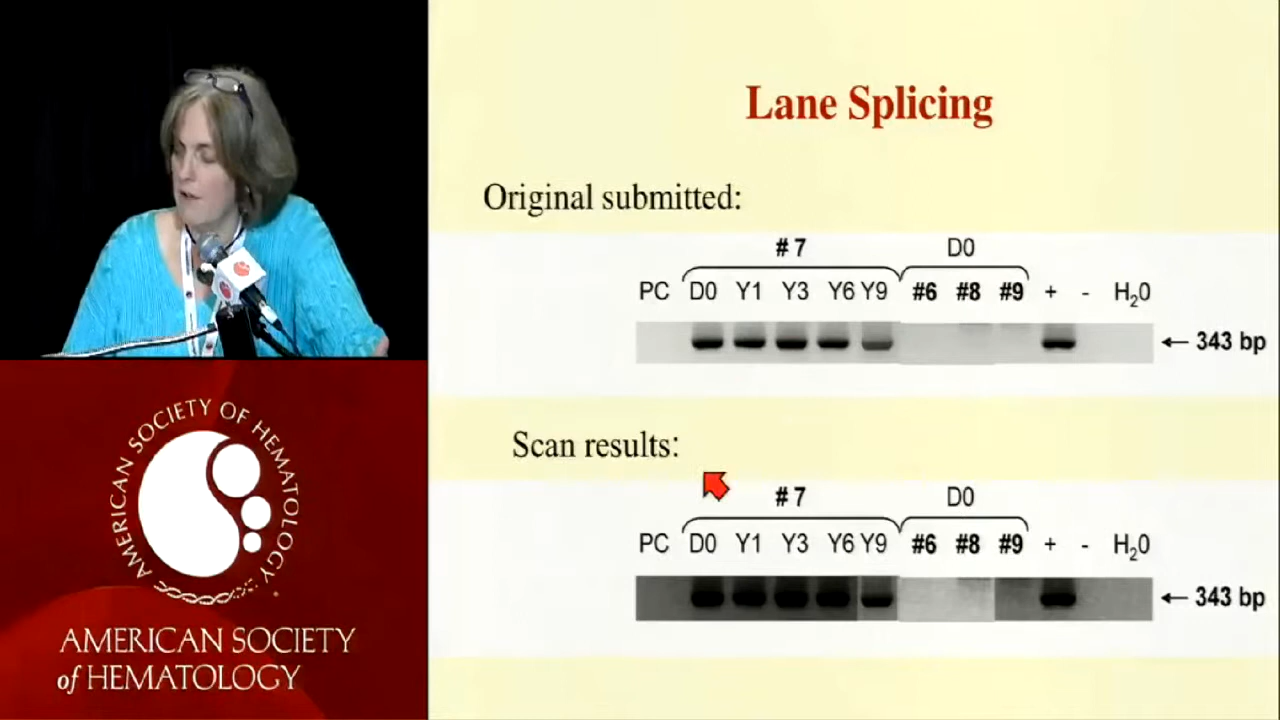 Lane Splicing
Original submitted:
# 7 D0
PC D0 Y1 Y3 Y6 Y9 #6 #8 #9 + - H₂0
← 343 bp
Scan results:
# 7 D0
PC D0 Y1 Y3 Y6 Y9 #6 #8 #9 + - H₂0
← 343 bp
AMERICAN SOCIETY OF HEMATOLOGY
AMERICAN SOCIETY
of HEMATOLOGY